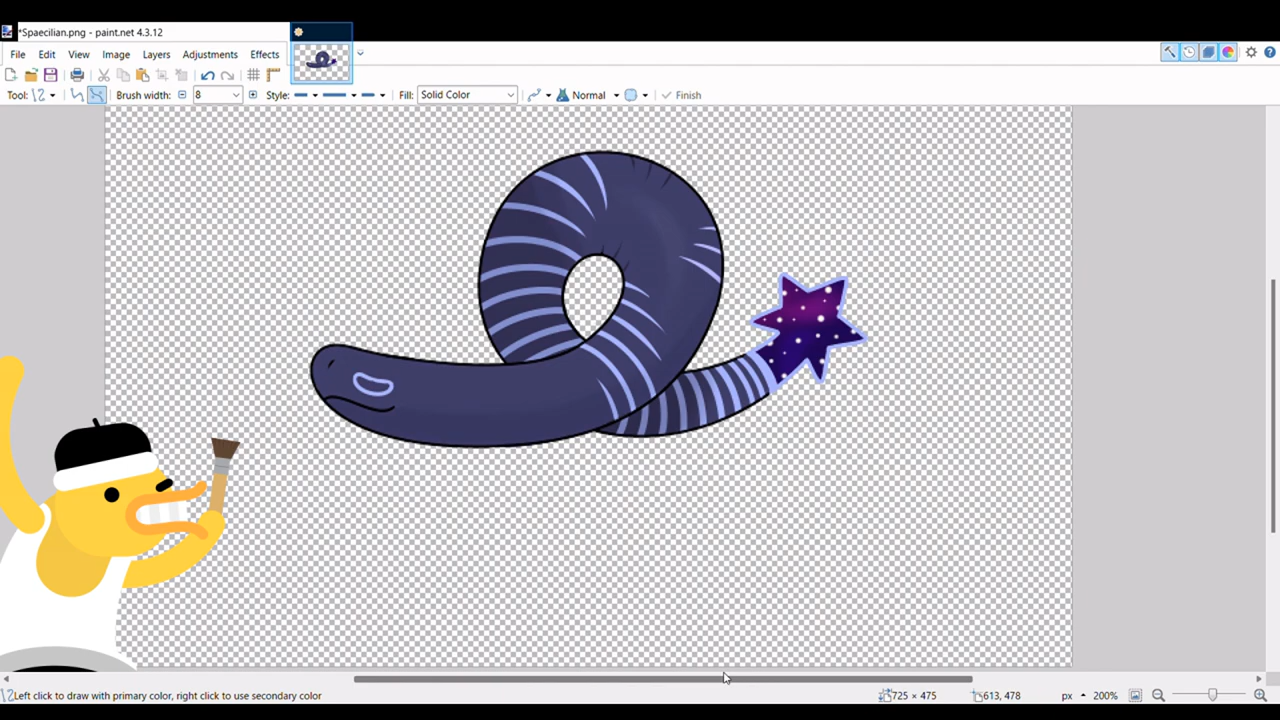 *Spaecilian.png - paint.net 4.3.12
File Edit View Image Layers Adjustments Effects
Tool: Brush width: 8 Style: Fill: Solid Color Normal Finish
Left click to draw with primary color, right click to use secondary color 725 × 475 613, 478 px 200%